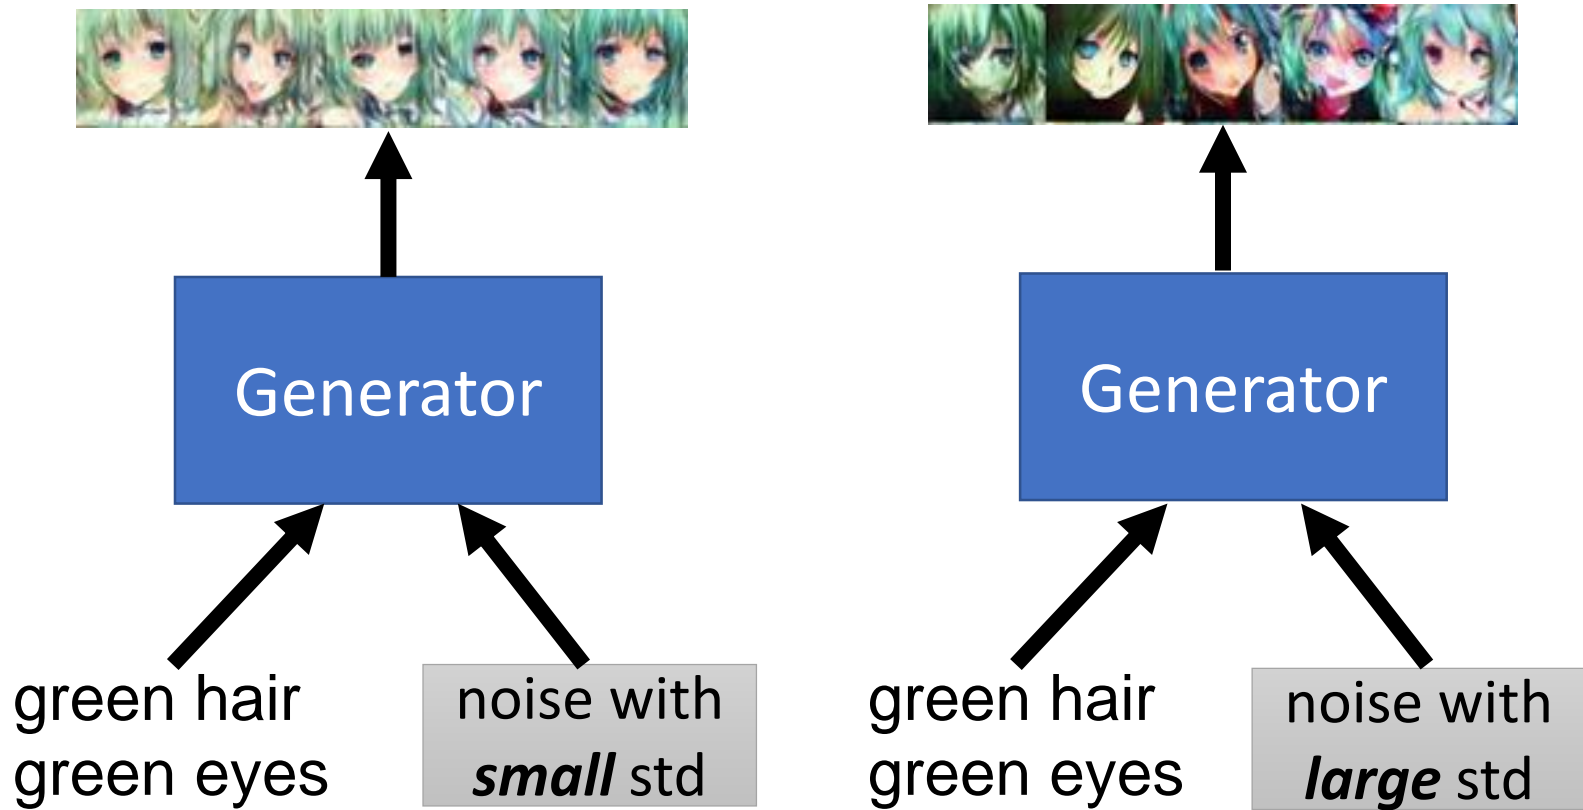 Generator
green hair
green eyes
noise with
small std
Generator
green hair
green eyes
noise with
large std